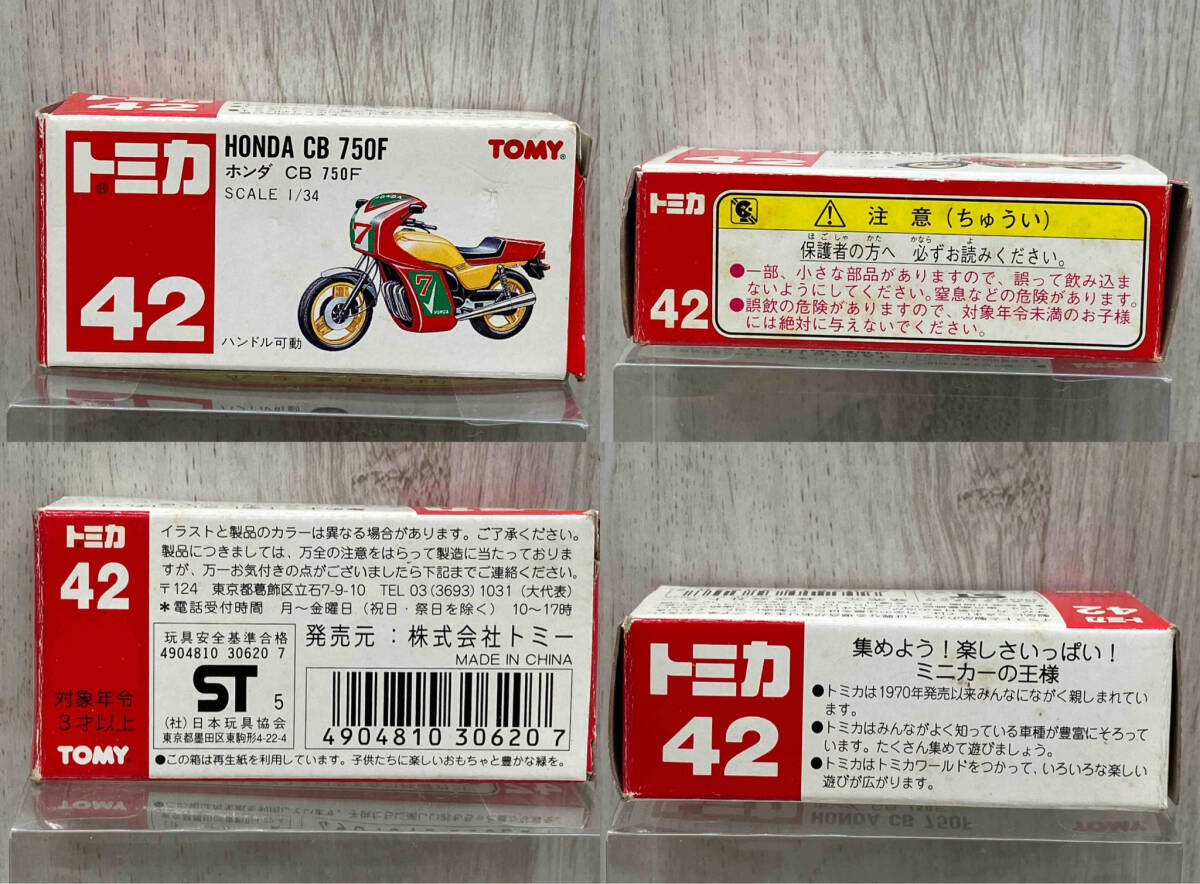 トミカ
42
HONDA CB 750F
ホンダ CB 750F
SCALE 1/34
TOMY
ハンドル可動
7
7
HONDA
42
42
トミカ
42
注意（ちゅうい）
ほごしゃ かた かなら よ
保護者の方へ 必ずお読みください。
●一部、小さな部品がありますので、誤って飲み込ま
ないようにしてください。窒息などの危険があります。
●誤飲の危険がありますので、対象年令未満のお子様
には絶対に与えないでください。
トミカ
42
イラストと製品のカラーは異なる場合があります。ご了承ください。
製品につきましては、万全の注意をはらって製造に当たっておりま
すが、万一お気付きの点がございましたら下記までご連絡ください。
〒124 東京都葛飾区立石7-9-10 TEL 03(3693)1031（大代表）
＊電話受付時間 月〜金曜日（祝日・祭日を除く） 10〜17時
玩具安全基準合格
4904810 30620 7
ST 5
(社)日本玩具協会
東京都墨田区東駒形4-22-4
発売元：株式会社トミー
MADE IN CHINA
4904810 306207
対象年令
3才以上
TOMY
●この箱は再生紙を利用しています。子供たちに楽しいおもちゃと豊かな緑を。
トミカ
42
ST
トミカ
42
集めよう！楽しさいっぱい！
ミニカーの王様
●トミカは1970年発売以来みんなにながく親しまれてい
ます。
●トミカはみんながよく知っている車種が豊富にそろって
います。たくさん集めて遊びましょう。
●トミカはトミカワールドをつかって、いろいろな楽しい
遊びが広がります。
HONDA CB 750F
TOMY